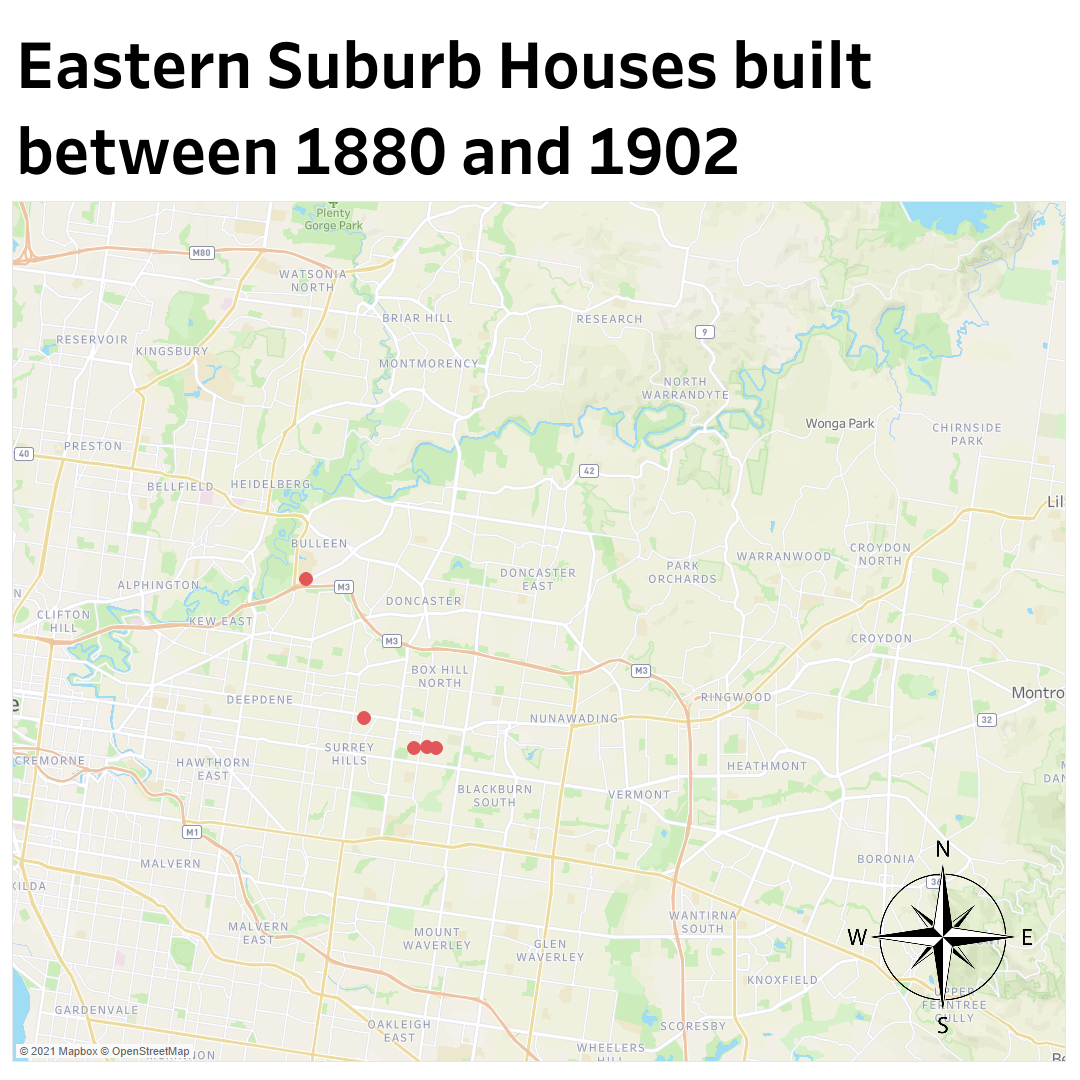 Eastern Suburb Houses built
between 1880 and 1902
Plenty
Gorge Park
M80
WATSONIA
NORTH
BRIAR HILL
RESEARCH
9
RESERVOIR
KINGSBURY
MONTMORENCY
NORTH
WARRANDYTE
Wonga Park
CHIRNSIDE
PARK
PRESTON
40
42
BELLFIELD
HEIDELBERG
Lil
BULLEEN
WARRANWOOD
CROYDON
NORTH
PARK
ORCHARDS
DONCASTER
EAST
ALPHINGTON
M3
N
DONCASTER
CLIFTON
HILL
KEW EAST
M3
CROYDON
BOX HILL
NORTH
M3
DEEPDENE
RINGWOOD
Montro
e
NUNAWADING
32
SURREY
HILLS
CREMORNE
HAWTHORN
EAST
HEATHMONT
DAN
BLACKBURN
SOUTH
VERMONT
M1
N
MALVERN
BORONIA
KILDA
WANTIRNA
SOUTH
MALVERN
EAST
MOUNT
WAVERLEY
GLEN
WAVERLEY
W
E
KNOXFIELD
UPPER
FERNTREE
GULLY
GARDENVALE
OAKLEIGH
EAST
SCORESBY
S
© 2021 Mapbox © OpenStreetMap
WHEELERS